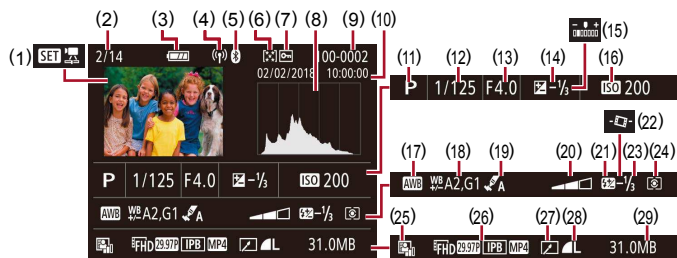 (1) SET
(2) (3) (4) (5) (6) (7) (8) (9) (10)
2/14 100-0002
02/02/2018 10:00:00
P 1/125 F4.0 -1/3 ISO 200
AWB WB+/- A2,G1 A -1/3
FHD 29.97P IPB MP4 L 31.0MB
(11) (12) (13) (14) (15) (16)
P 1/125 F4.0 -1/3 ISO 200
(17) (18) (19) (20) (21) (22) (23) (24)
AWB WB+/- A2,G1 A -1/3
(25) (26) (27) (28) (29)
FHD 29.97P IPB MP4 L 31.0MB